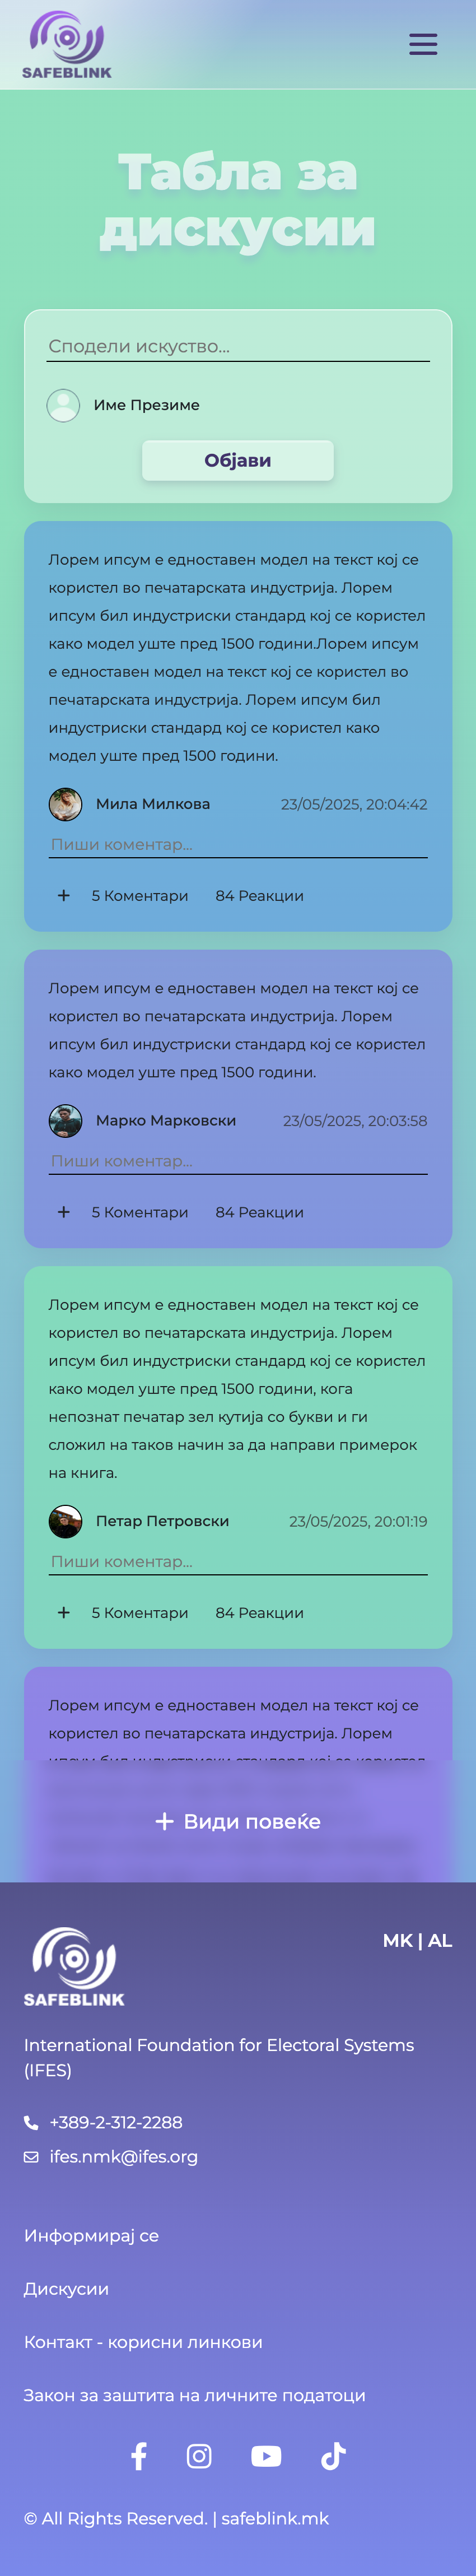 SAFEBLINK
Табла за
дискусии
Сподели искуство...
Име Презиме
Објави
Лорем ипсум е едноставен модел на текст кој се
користел во печатарската индустрија. Лорем
ипсум бил индустриски стандард кој се користел
како модел уште пред 1500 години.Лорем ипсум
е едноставен модел на текст кој се користел во
печатарската индустрија. Лорем ипсум бил
индустриски стандард кој се користел како
модел уште пред 1500 години.
Мила Милкова 23/05/2025, 20:04:42
Пиши коментар...
+ 5 Коментари 84 Реакции
Лорем ипсум е едноставен модел на текст кој се
користел во печатарската индустрија. Лорем
ипсум бил индустриски стандард кој се користел
како модел уште пред 1500 години.
Марко Марковски 23/05/2025, 20:03:58
Пиши коментар...
+ 5 Коментари 84 Реакции
Лорем ипсум е едноставен модел на текст кој се
користел во печатарската индустрија. Лорем
ипсум бил индустриски стандард кој се користел
како модел уште пред 1500 години, кога
непознат печатар зел кутија со букви и ги
сложил на таков начин за да направи примерок
на книга.
Петар Петровски 23/05/2025, 20:01:19
Пиши коментар...
+ 5 Коментари 84 Реакции
Лорем ипсум е едноставен модел на текст кој се
користел во печатарската индустрија. Лорем
ипсум бил индустриски стандард кој се користел
+ Види повеќе
SAFEBLINK
MK | AL
International Foundation for Electoral Systems
(IFES)
+389-2-312-2288
ifes.nmk@ifes.org
Информирај се
Дискусии
Контакт - корисни линкови
Закон за заштита на личните податоци
© All Rights Reserved. | safeblink.mk